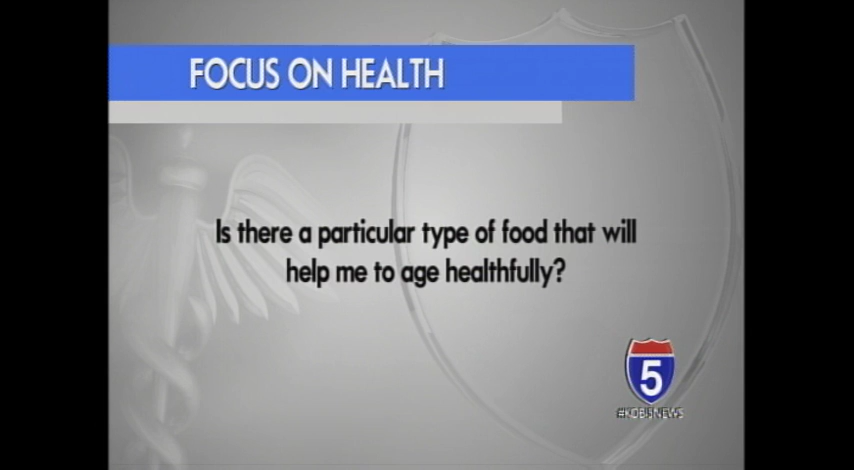 FOCUS ON HEALTH
Is there a particular type of food that will
help me to age healthfully?
5
#KOBI5NEWS